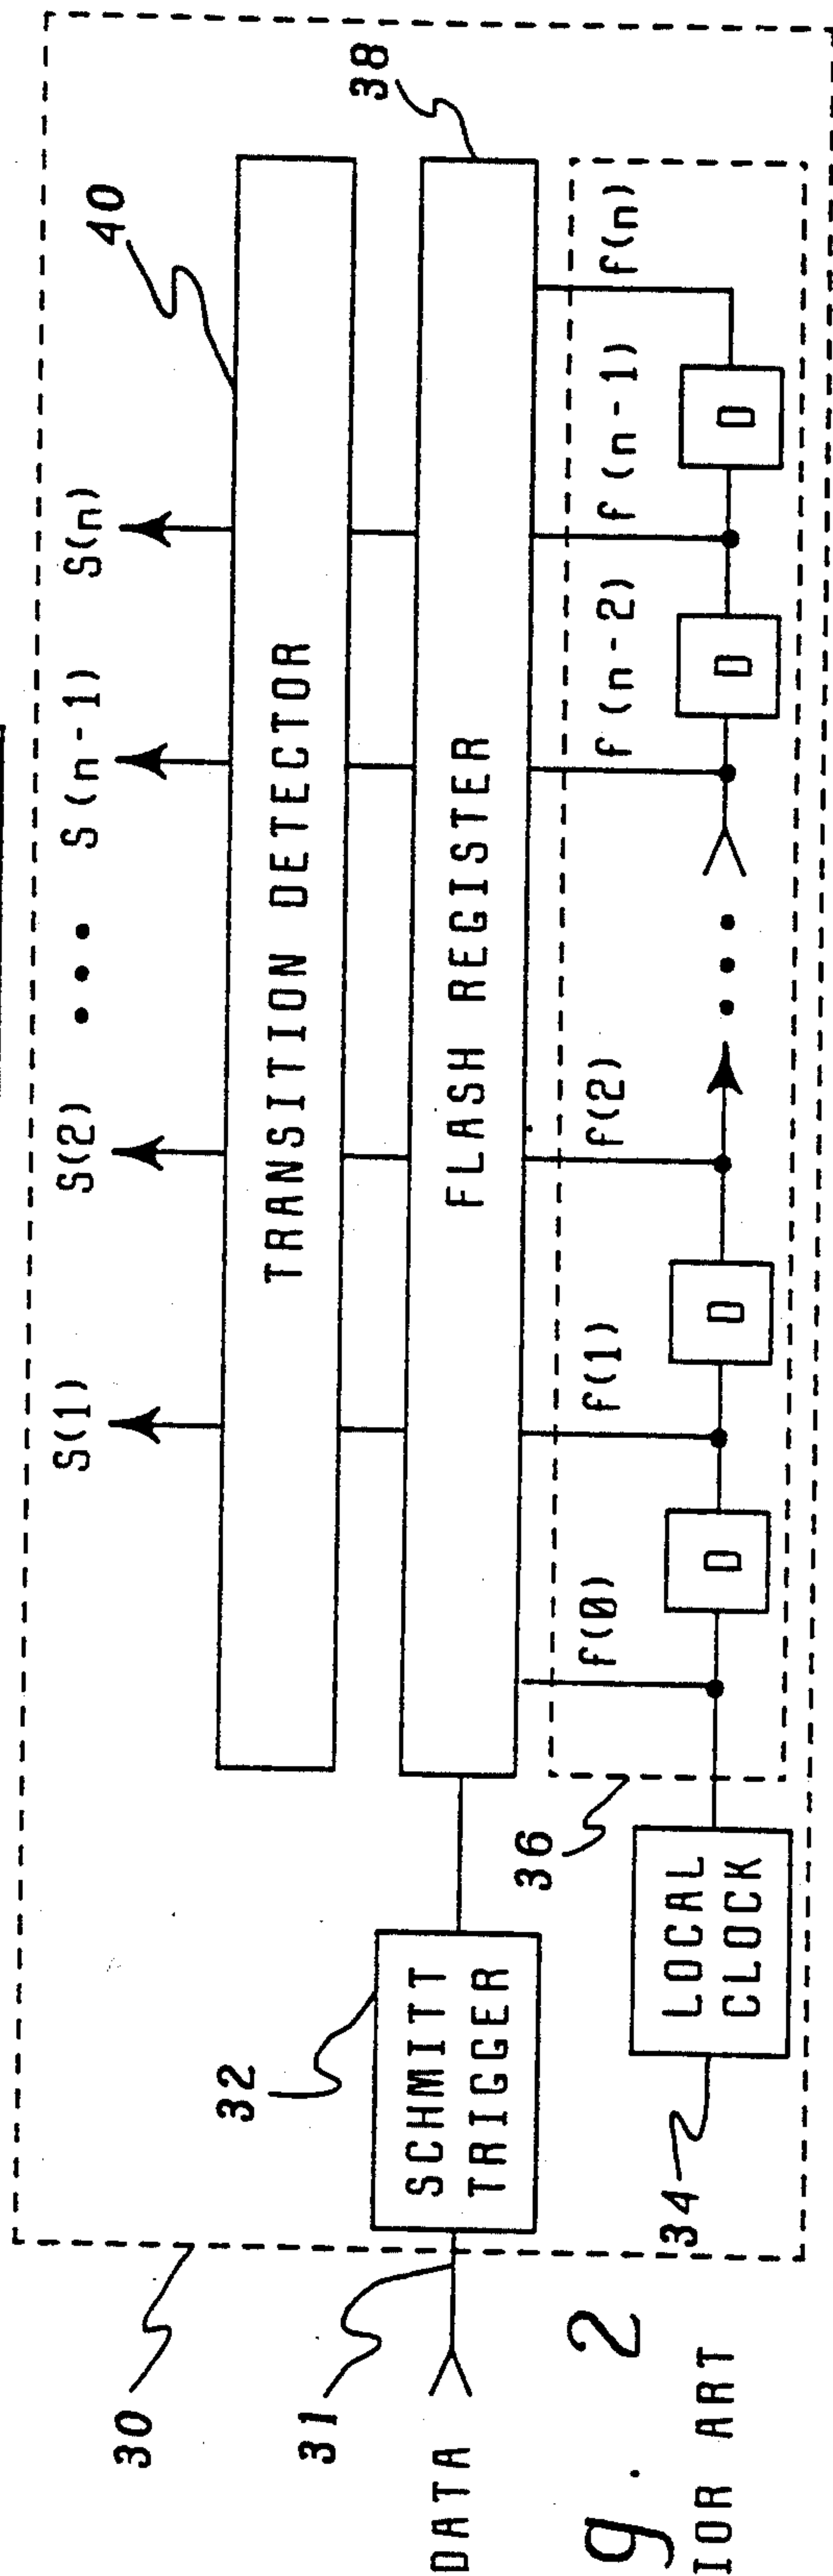 S(1) S(2) ••• S(n-1) S(n)
40
TRANSITION DETECTOR
38
FLASH REGISTER
30
32
31
DATA
SCHMITT
TRIGGER
36
f(0) f(1) f(2) f(n-2) f(n-1) f(n)
D D ••• D D
LOCAL
CLOCK
34
g. 2
IOR ART